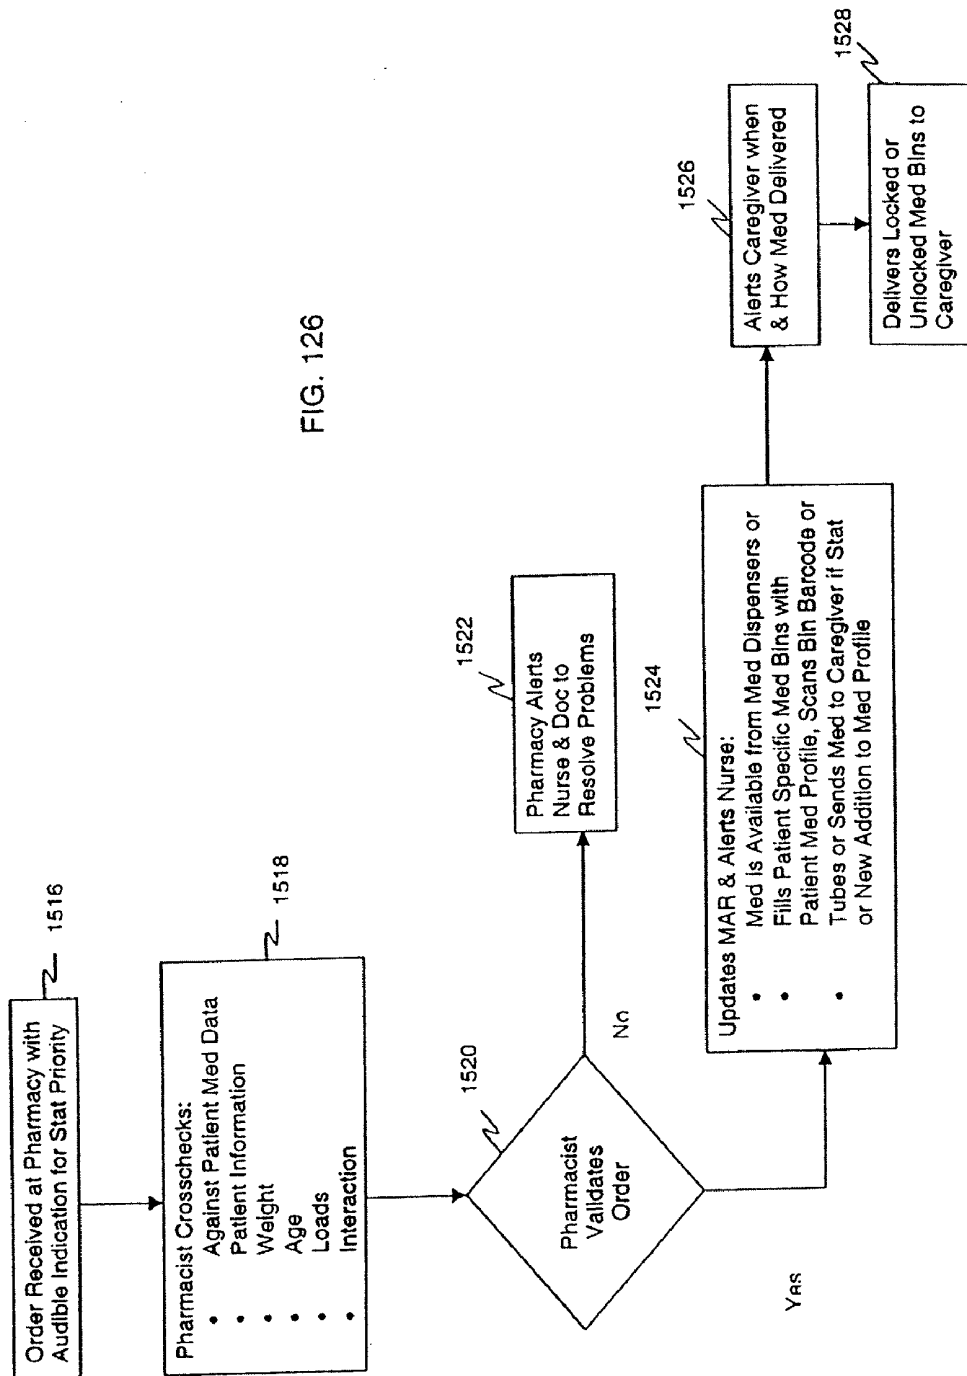 FIG. 126
Order Received at Pharmacy with
Audible Indication for Stat Priority
1516
Pharmacist Crosschecks:
• Against Patient Med Data
• Patient Information
• Weight
• Age
• Loads
• Interaction
1518
Pharmacist
Validates
Order
1520
No
Yes
Pharmacy Alerts
Nurse & Doc to
Resolve Problems
1522
Updates MAR & Alerts Nurse:
• Med is Available from Med Dispensers or
• Fills Patient Specific Med Bins with
Patient Med Profile, Scans Bin Barcode or
• Tubes or Sends Med to Caregiver if Stat
or New Addition to Med Profile
1524
Alerts Caregiver when
& How Med Delivered
1526
Delivers Locked or
Unlocked Med Bins to
Caregiver
1528